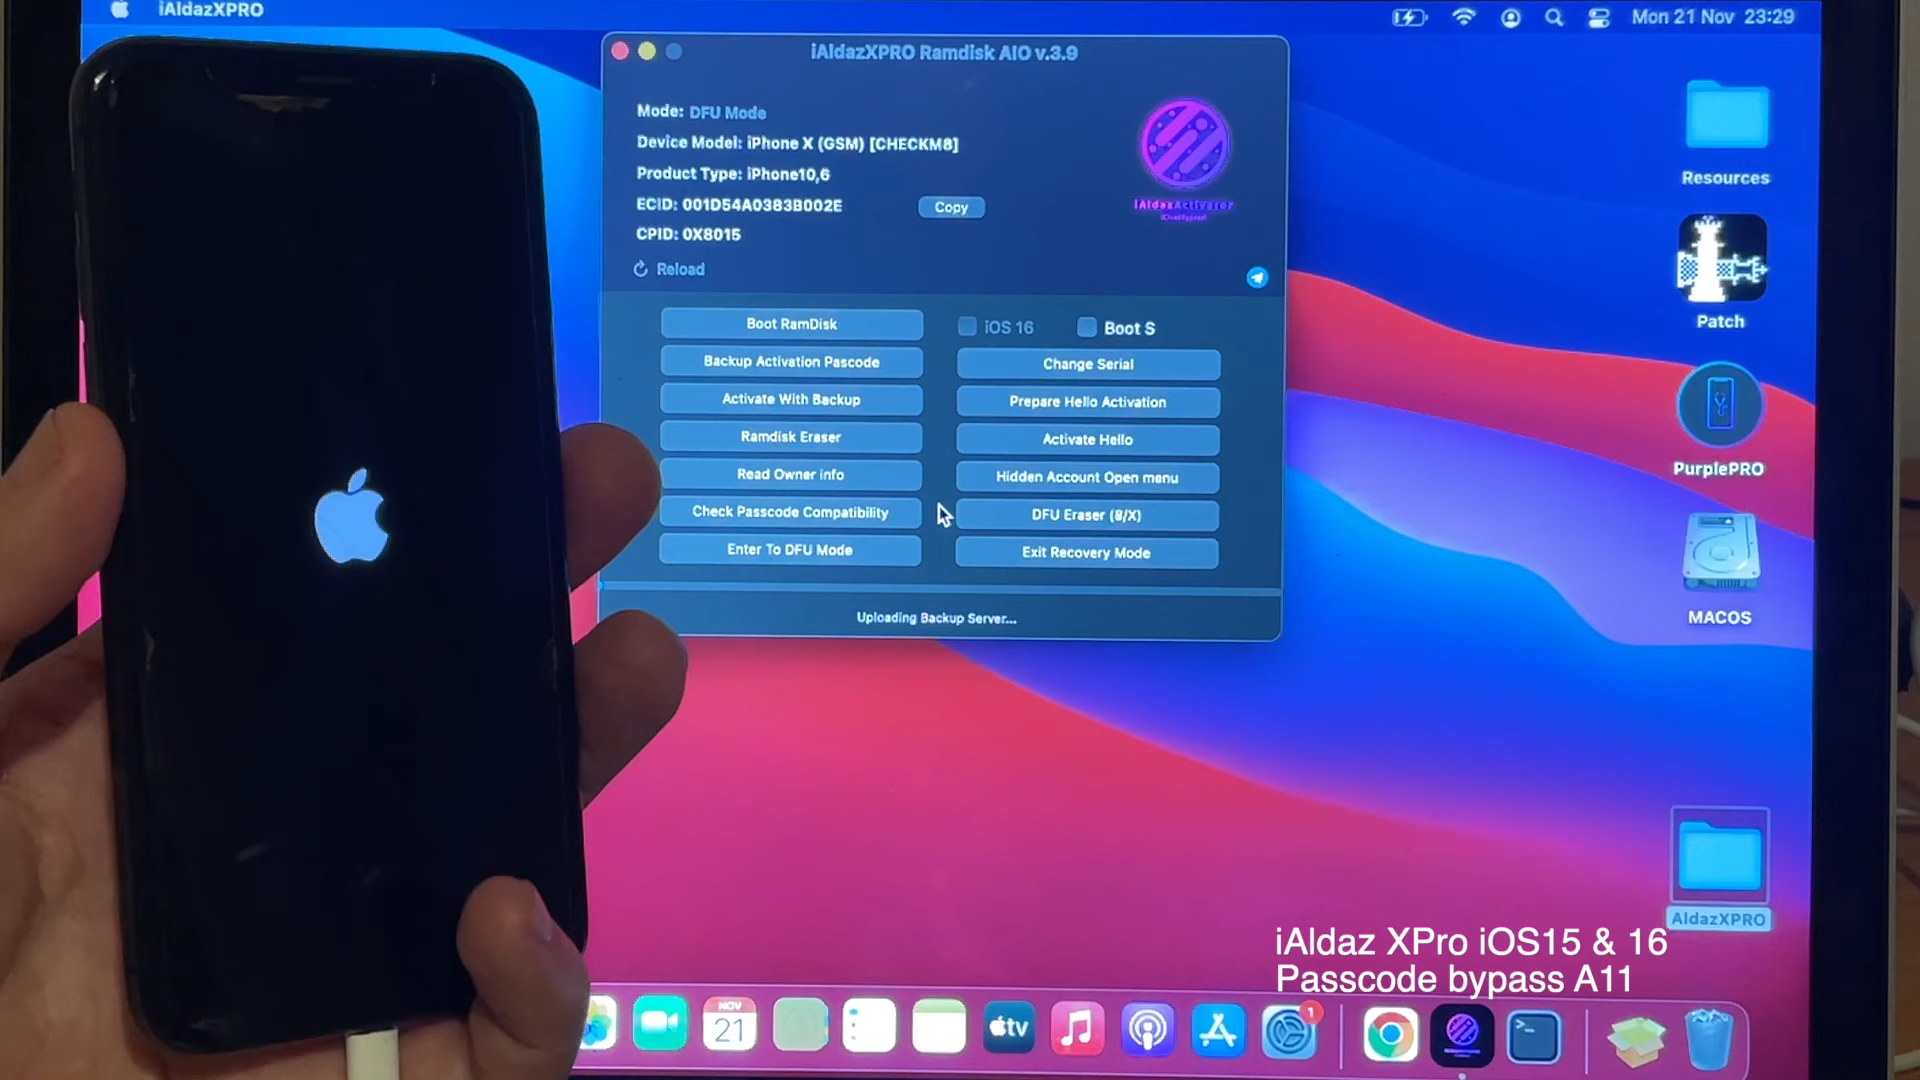 iAldazXPRO
Mon 21 Nov 23:29
iAldazXPRO Ramdisk AIO v.3.9
Mode: DFU Mode
Device Model: iPhone X (GSM) [CHECKM8]
Product Type: iPhone10,6
ECID: 001D54A0383B002E
Copy
CPID: 0X8015
Reload
iAldazActivator
Boot RamDisk
iOS 16
Boot S
Backup Activation Passcode
Change Serial
Activate With Backup
Prepare Hello Activation
Ramdisk Eraser
Activate Hello
Read Owner info
Hidden Account Open menu
Check Passcode Compatibility
DFU Eraser (8/X)
Enter To DFU Mode
Exit Recovery Mode
Uploading Backup Server...
Resources
Patch
PurplePRO
MACOS
AldazXPRO
iAldaz XPro iOS15 & 16
Passcode bypass A11
NOV
21
tv
1